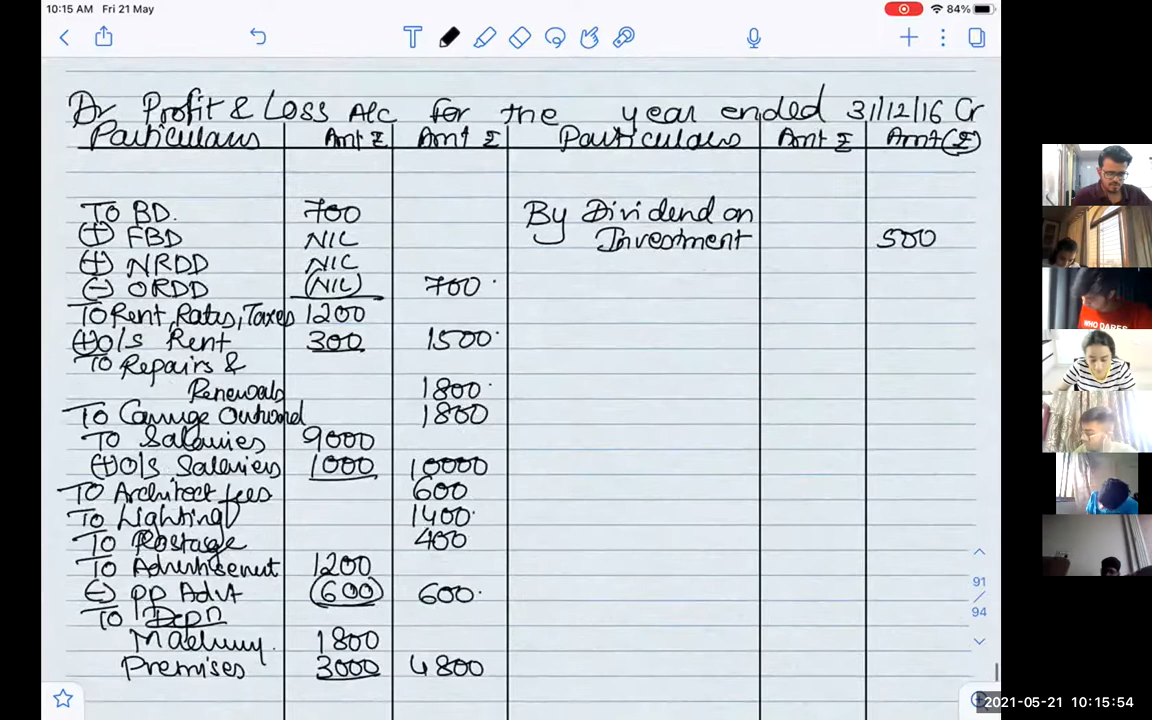 10:15 AM Fri 21 May 84%
Dr Profit & Loss A/c for the year ended 31/12/16 Cr
Particulars Amt ₹ Amt ₹ Particulars Amt ₹ Amt (₹)
To BD. 700 By Dividend on
(+) FBD NIL Investment 500
(+) NRDD NIL
(-) ORDD (NIL) 700
To Rent, Rates, Taxes 1200
(+) O/S Rent 300 1500
To Repairs &
Renewals 1800
To Carriage Outward 1800
To Salaries 9000
(+) O/S Salaries 1000 10000
To Architect fees 600
To Lighting 1400
To Postage 400
To Advertisement 1200
(-) PP Advt (600) 600
To Depn
Machinery 1800
Premises 3000 4800
91
/
94
WHO DARES
2021-05-21 10:15:54